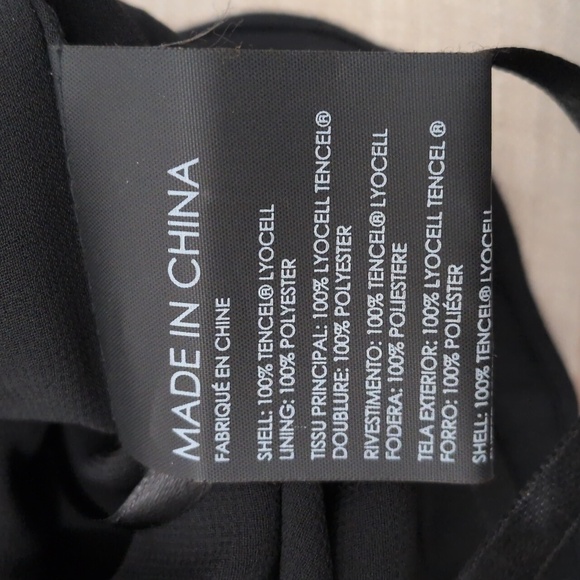 MADE IN CHINA
FABRIQUÉ EN CHINE
SHELL: 100% TENCEL® LYOCELL
LINING: 100% POLYESTER
TISSU PRINCIPAL: 100% LYOCELL TENCEL®
DOUBLURE: 100% POLYESTER
RIVESTIMENTO: 100% TENCEL® LYOCELL
FODERA: 100% POLIESTERE
TELA EXTERIOR: 100% LYOCELL TENCEL ®
FORRO: 100% POLIÉSTER
SHELL: 100% TENCEL® LYOCELL